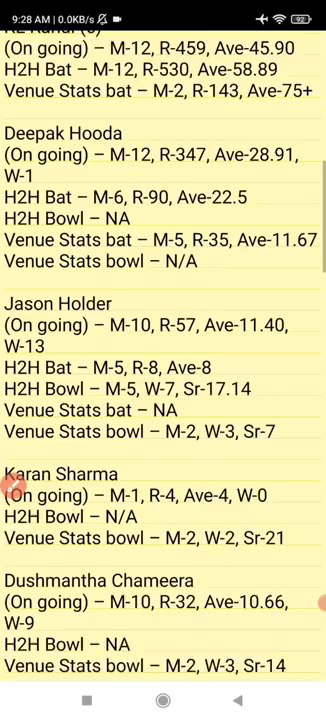 9:28 AM | 0.0KB/s
92
KL Rahul (c)
(On going) – M-12, R-459, Ave-45.90
H2H Bat – M-12, R-530, Ave-58.89
Venue Stats bat – M-2, R-143, Ave-75+
Deepak Hooda
(On going) – M-12, R-347, Ave-28.91,
W-1
H2H Bat – M-6, R-90, Ave-22.5
H2H Bowl – NA
Venue Stats bat – M-5, R-35, Ave-11.67
Venue Stats bowl – N/A
Jason Holder
(On going) – M-10, R-57, Ave-11.40,
W-13
H2H Bat – M-5, R-8, Ave-8
H2H Bowl – M-5, W-7, Sr-17.14
Venue Stats bat – NA
Venue Stats bowl – M-2, W-3, Sr-7
Karan Sharma
(On going) – M-1, R-4, Ave-4, W-0
H2H Bowl – N/A
Venue Stats bowl – M-2, W-2, Sr-21
Dushmantha Chameera
(On going) – M-10, R-32, Ave-10.66,
W-9
H2H Bowl – NA
Venue Stats bowl – M-2, W-3, Sr-14